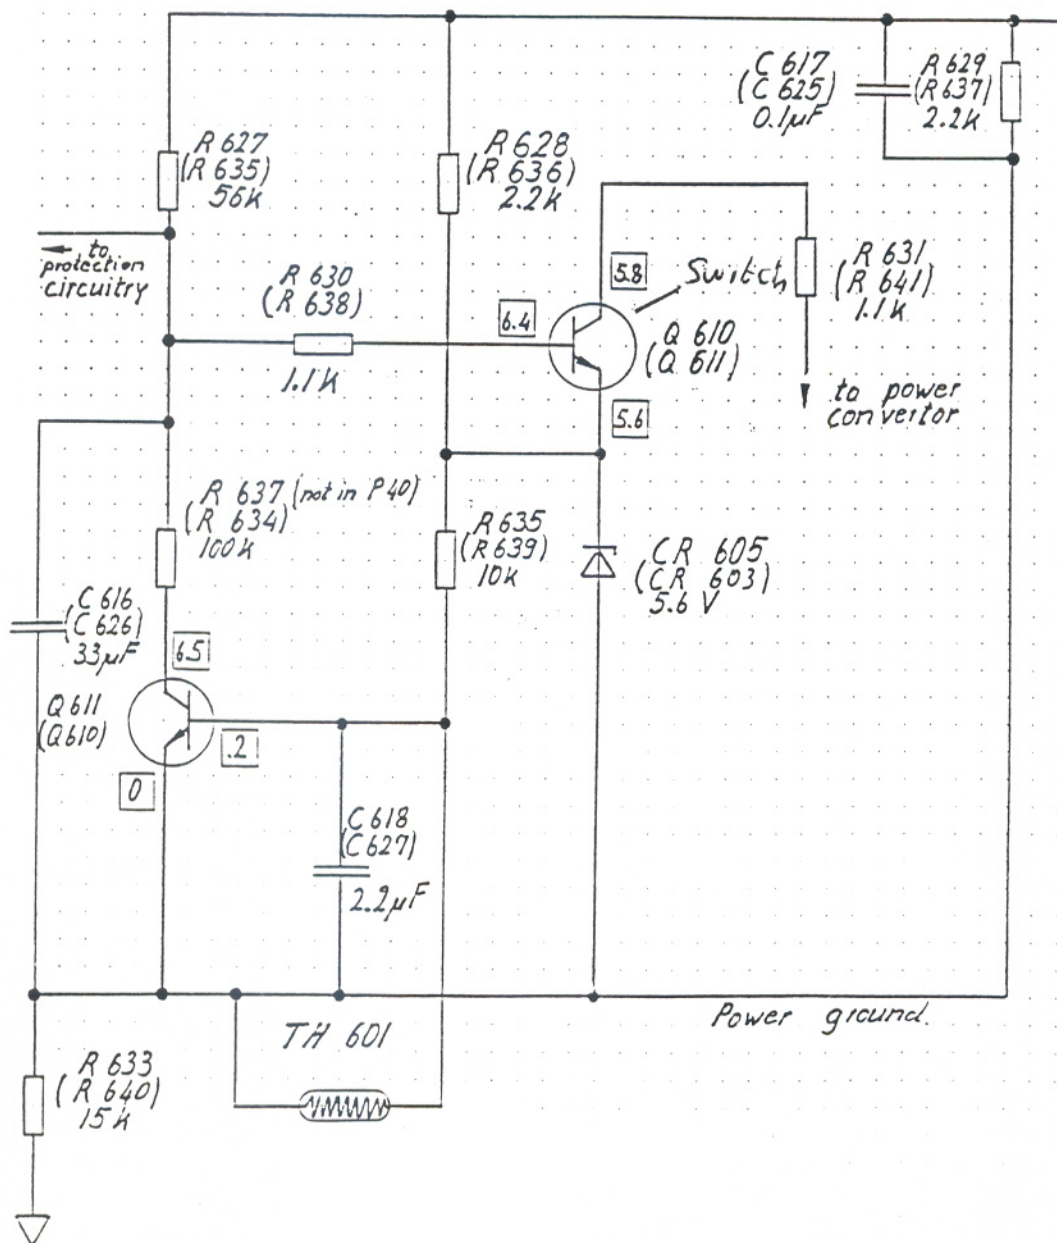 C 617
(C 625)
0.1µF
R 629
(R 637)
2.2K
R 627
(R 635)
56K
R 628
(R 636)
2.2K
to
protection
circuitry
R 630
(R 638)
1.1K
5.8
Switch
6.4
Q 610
(Q 611)
R 631
(R 641)
1.1K
to power
convertor
5.6
R 637 (not in P40)
(R 634)
100K
R 635
(R 639)
10K
CR 605
(CR 603)
5.6 V
C 616
(C 626)
33µF
6.5
Q 611
(Q610)
.2
0
C 618
(C 627)
2.2µF
Power ground.
TH 601
R 633
(R 640)
15K